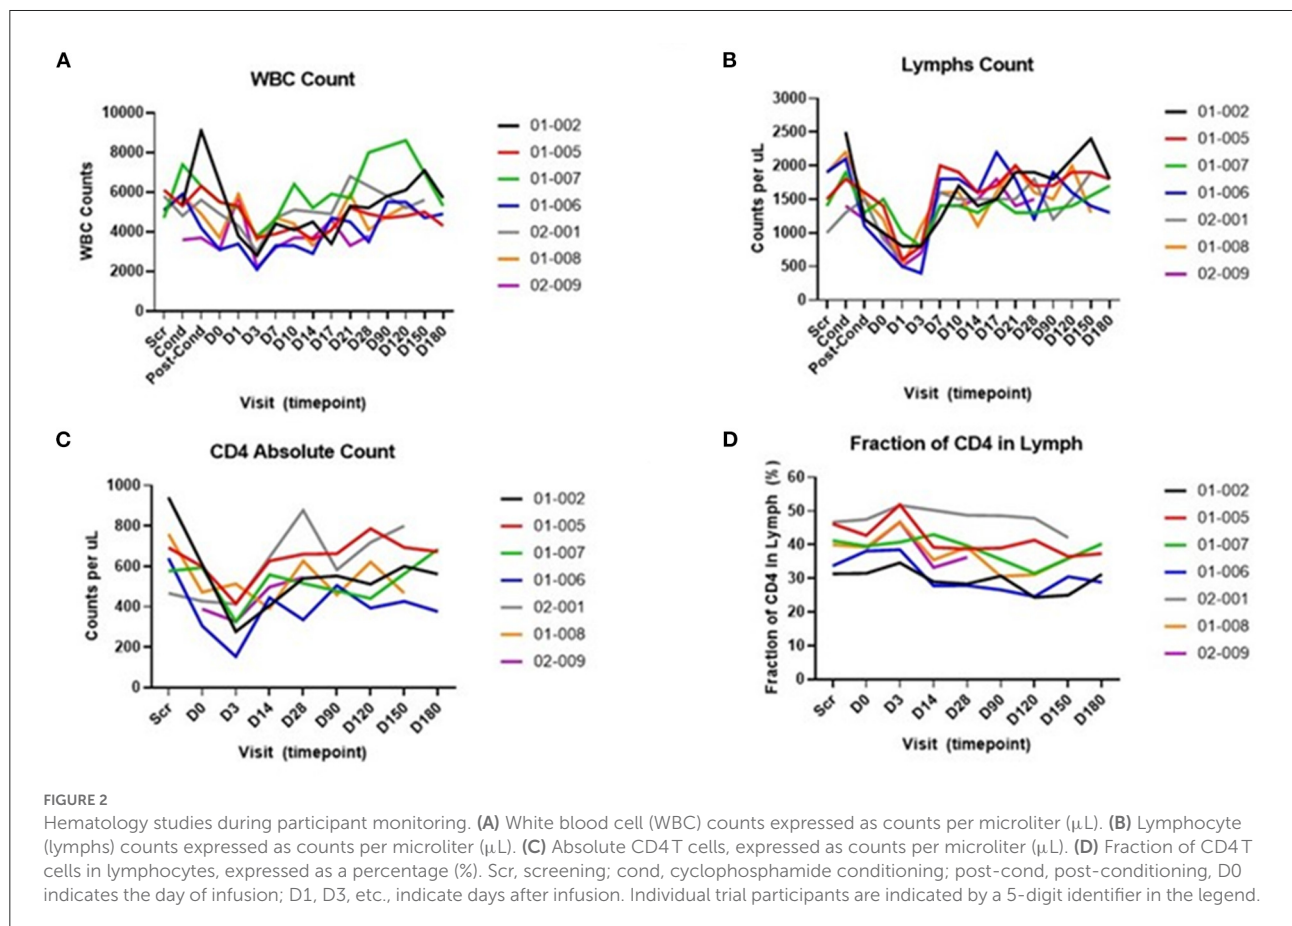 A
WBC Count
WBC Counts
10000
8000
6000
4000
2000
0
Scr
Cond
Post-Cond
D0
D1
D3
D7
D10
D14
D17
D21
D28
D90
D120
D150
D180
Visit (timepoint)
01-002
01-005
01-007
01-006
02-001
01-008
02-009
B
Lymphs Count
Counts per uL
3000
2500
2000
1500
1000
500
0
Scr
Cond
Post-Cond
D0
D1
D3
D7
D10
D14
D17
D21
D28
D90
D120
D150
D180
Visit (timepoint)
01-002
01-005
01-007
01-006
02-001
01-008
02-009
C
CD4 Absolute Count
Counts per uL
1000
800
600
400
200
0
Scr
D0
D3
D14
D28
D90
D120
D150
D180
Visit (timepoint)
01-002
01-005
01-007
01-006
02-001
01-008
02-009
D
Fraction of CD4 in Lymph
Fraction of CD4 in Lymph (%)
60
50
40
30
20
10
0
Scr
D0
D3
D14
D28
D90
D120
D150
D180
Visit (timepoint)
01-002
01-005
01-007
01-006
02-001
01-008
02-009
FIGURE 2
Hematology studies during participant monitoring. (A) White blood cell (WBC) counts expressed as counts per microliter (μL). (B) Lymphocyte
(lymphs) counts expressed as counts per microliter (μL). (C) Absolute CD4 T cells, expressed as counts per microliter (μL). (D) Fraction of CD4 T
cells in lymphocytes, expressed as a percentage (%). Scr, screening; cond, cyclophosphamide conditioning; post-cond, post-conditioning, D0
indicates the day of infusion; D1, D3, etc., indicate days after infusion. Individual trial participants are indicated by a 5-digit identifier in the legend.